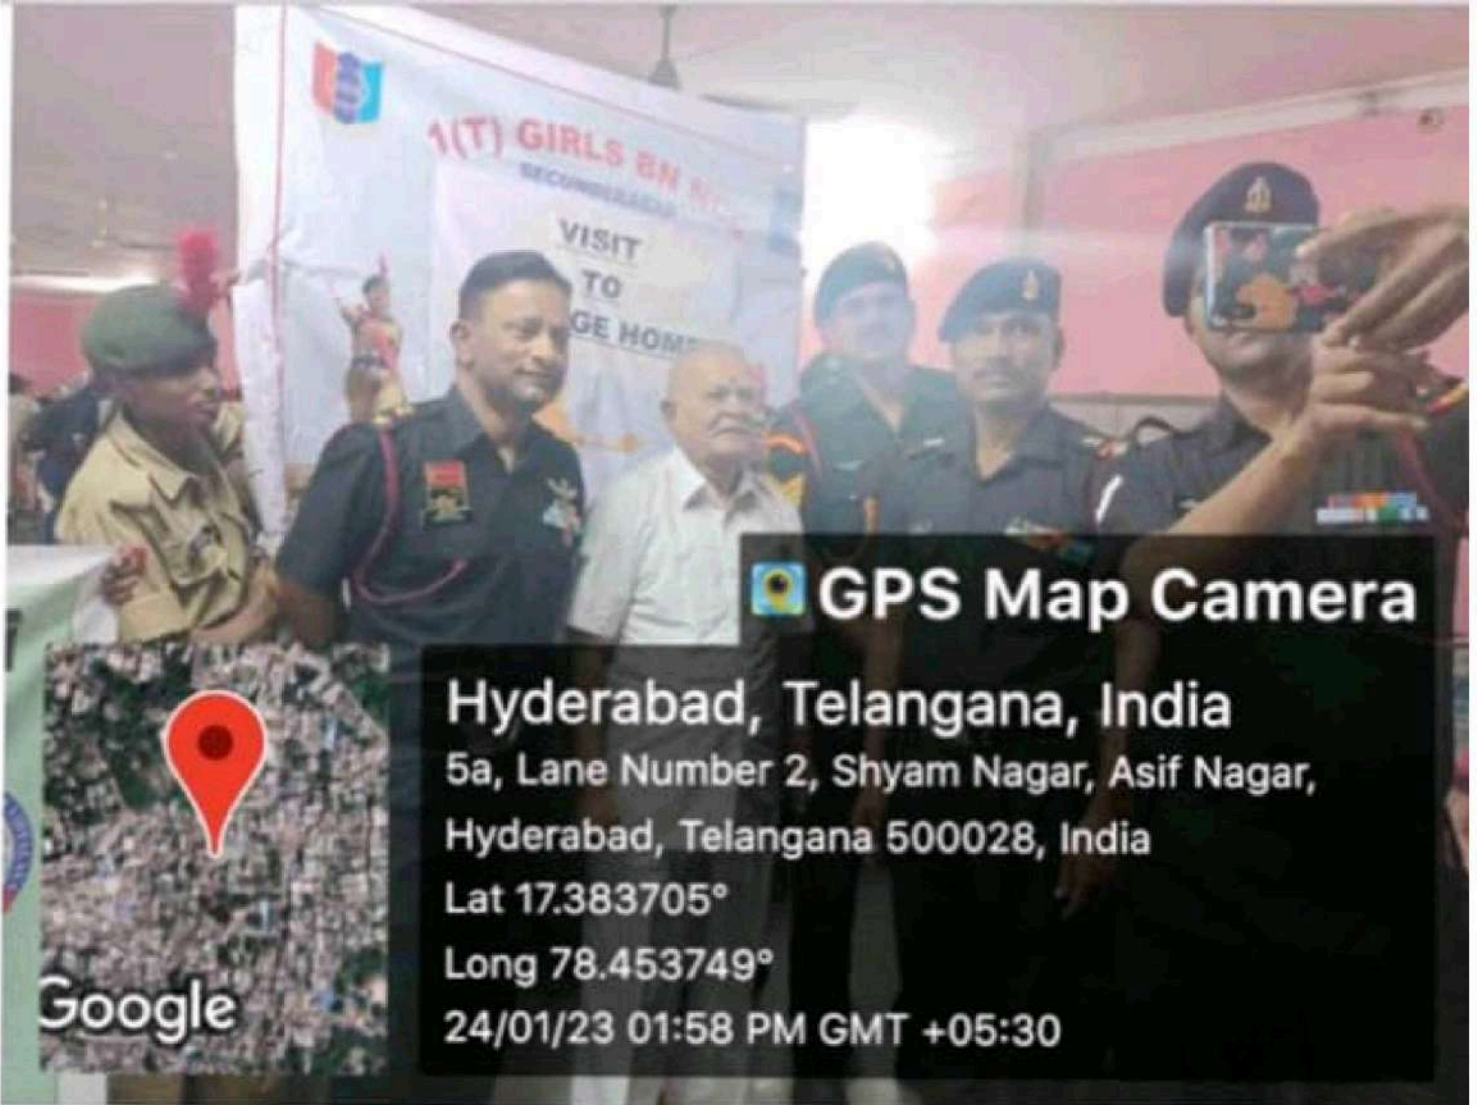 1(T) GIRLS BN
SECUNDERABAD
VISIT
TO
GE HOME
GPS Map Camera
Hyderabad, Telangana, India
5a, Lane Number 2, Shyam Nagar, Asif Nagar,
Hyderabad, Telangana 500028, India
Lat 17.383705°
Long 78.453749°
24/01/23 01:58 PM GMT +05:30
Google